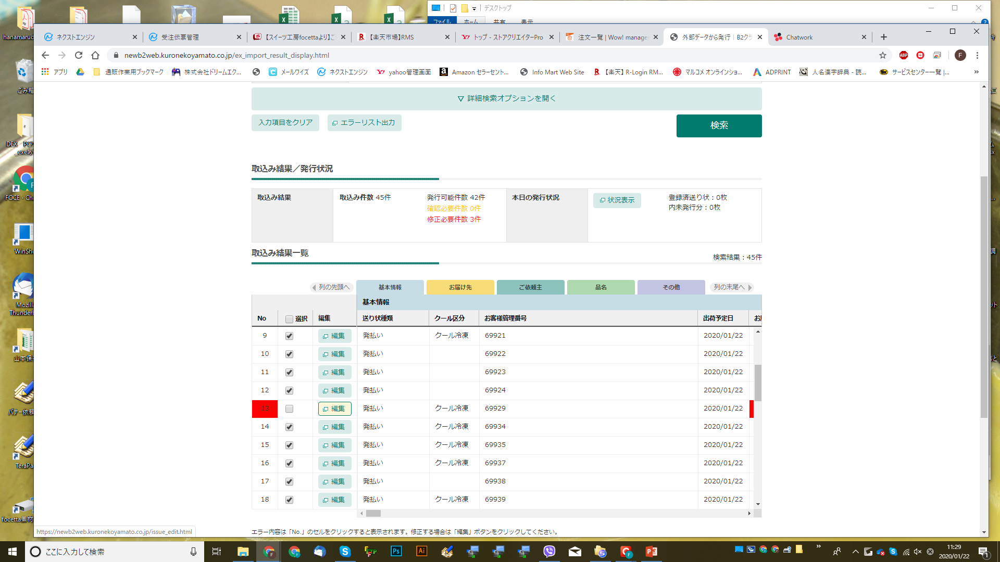 デスクトップ
ファイル
ホーム
共有
表示
ネクストエンジン
受注伝票管理
【スイーツ工房focettaより】ご
【楽天市場】RMS
トップ - ストアクリエイターPro
注文一覧 | Wow! manage
外部データから発行｜B2クラ
Chatwork
newb2web.kuronekoyamato.co.jp/ex_import_result_display.html
F
アプリ
通販作業用ブックマーク
株式会社ドリームエク...
メールワイズ
ネクストエンジン
yahoo管理画面
Amazon セラーセント...
Info Mart Web Site
【楽天】R-Login RM...
マルコメ オンラインショ...
ADPRINT
人名漢字辞典 - 読...
サービスセンター一覧 |...
▽ 詳細検索オプションを開く
入力項目をクリア
エラーリスト出力
検索
取込み結果／発行状況
取込み結果
取込み件数 45件
発行可能件数 42件
確認必要件数 0件
修正必要件数 3件
本日の発行状況
状況表示
登録済送り状：0枚
内未発行分：0枚
取込み結果一覧
検索結果：45件
列の先頭へ
基本情報
お届け先
ご依頼主
品名
その他
列の末尾へ
基本情報
No 選択 編集 送り状種類 クール区分 お客様管理番号 出荷予定日
9 編集 発払い クール冷凍 69921 2020/01/22
10 編集 発払い 69922 2020/01/22
11 編集 発払い 69923 2020/01/22
12 編集 発払い 69924 2020/01/22
13 編集 発払い クール冷凍 69929 2020/01/22
14 編集 発払い クール冷凍 69934 2020/01/22
15 編集 発払い クール冷凍 69935 2020/01/22
16 編集 発払い クール冷凍 69937 2020/01/22
17 編集 発払い 69938 2020/01/22
18 編集 発払い クール冷凍 69939 2020/01/22
エラー内容は「No.」のセルをクリックすると表示されます。修正する場合は「編集」ボタンをクリックしてください。
https://newb2web.kuronekoyamato.co.jp/issue_edit.html
hanamaru
ごみ箱
DEX
PC
_exeあ
FOCE - Ch
WinSho
Mozill
Thunder
山本保
バナー依頼
TeraPa
focetta素材
ここに入力して検索
11:29
2020/01/22